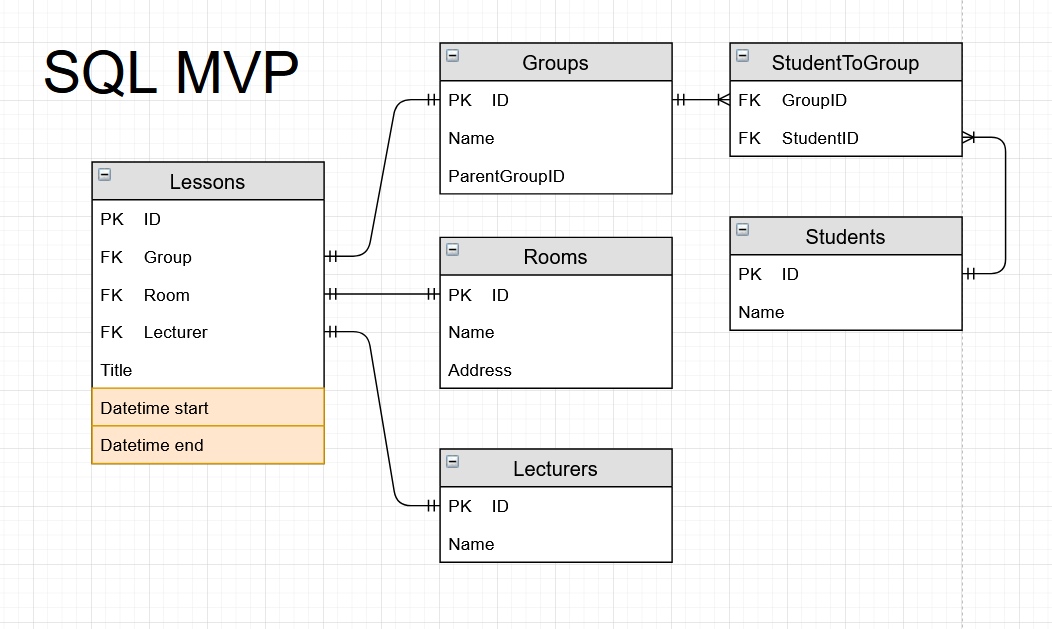 SQL MVP
Lessons
PK ID
FK Group
FK Room
FK Lecturer
Title
Datetime start
Datetime end
Groups
PK ID
Name
ParentGroupID
Rooms
PK ID
Name
Address
Lecturers
PK ID
Name
StudentToGroup
FK GroupID
FK StudentID
Students
PK ID
Name